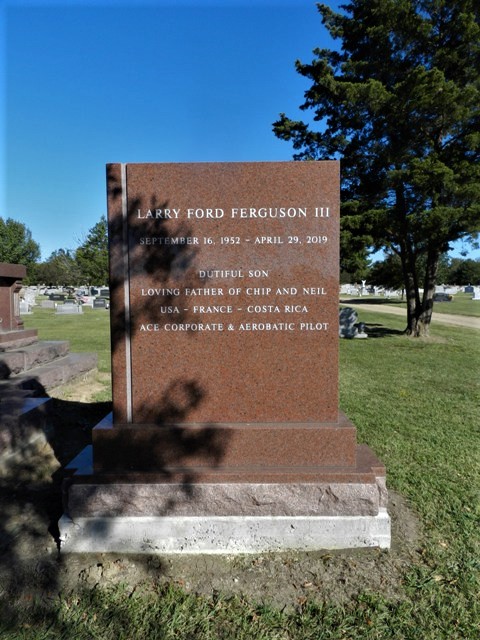 LARRY FORD FERGUSON III
SEPTEMBER 16, 1952 - APRIL 29, 2019
DUTIFUL SON
LOVING FATHER OF CHIP AND NEIL
USA - FRANCE - COSTA RICA
ACE CORPORATE & AEROBATIC PILOT